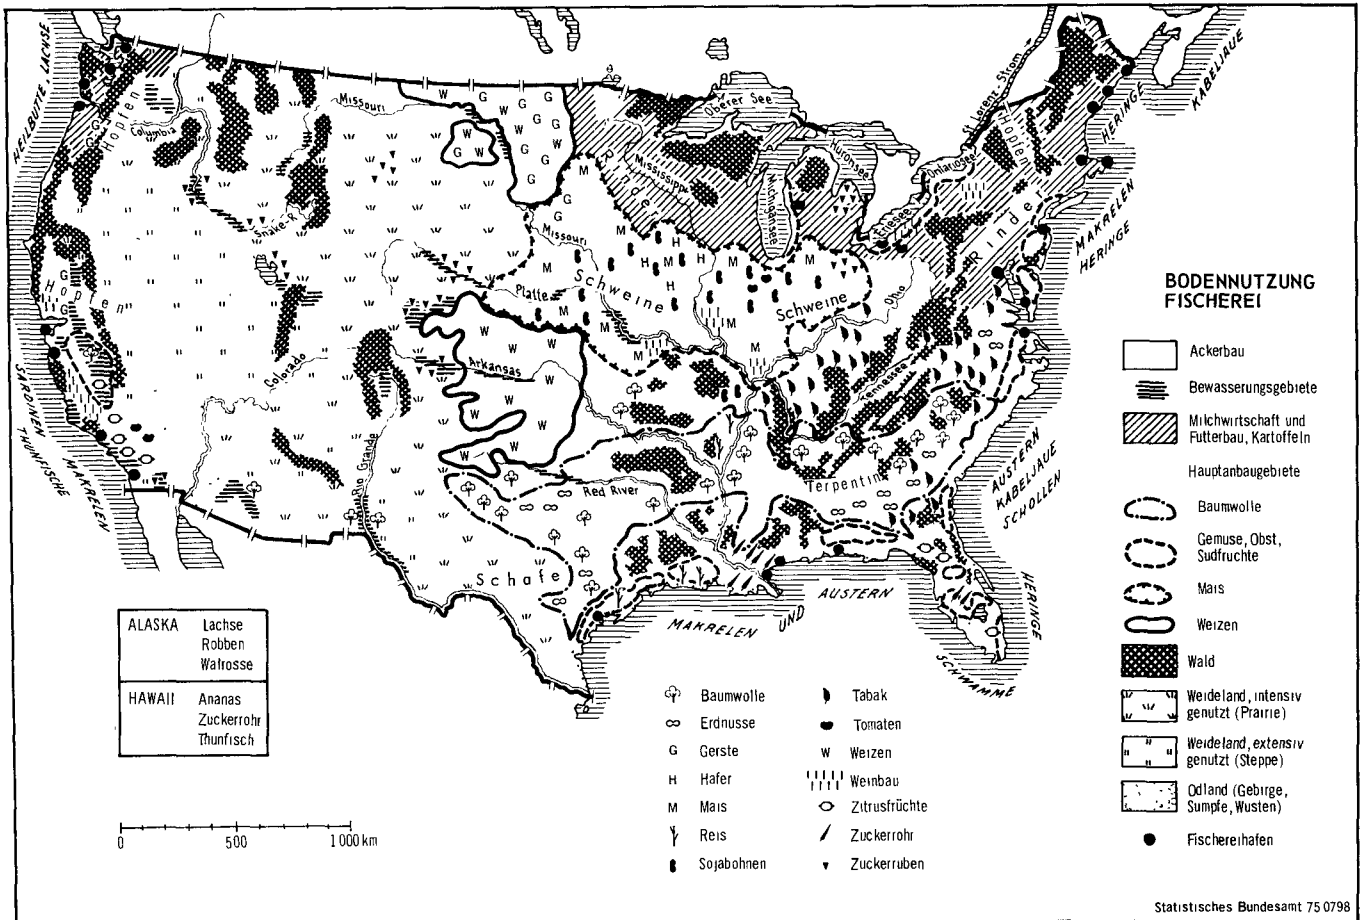 HEILBUTTE, LACHSE
Hopfen
Columbia
Snake-R.
Missouri
Hopfen
Colorado
Rio Grande
SARDINEN
THUNFISCHE
MAKRELEN
Platte
Arkansas
Red River
Schafe
Missouri
Schweine
Schweine
Rinder
Mississippi
Oberer See
Michigansee
Huronsee
Eriesee
Ontariosee
St. Lorenz-Strom
Holstein
Rinder
Ohio
Tennessee
Terpentin
KABELJAUE
HERINGE
MAKRELEN
HERINGE
AUSTERN
KABELJAUE
SCHOLLEN
HERINGE
SCHWAMME
AUSTERN
UND
MAKRELEN
ALASKA Lachse
Robben
Walrosse
HAWAII Ananas
Zuckerrohr
Thunfisch
0 500 1000 km
Baumwolle
Erdnusse
G Gerste
H Hafer
M Mais
Reis
Sojabohnen
Tabak
Tomaten
W Weizen
Weinbau
Zitrusfrüchte
Zuckerrohr
Zuckerruben
BODENNUTZUNG
FISCHEREI
Ackerbau
Bewasserungsgebiete
Milchwirtschaft und
Futterbau, Kartoffeln
Hauptanbaugebiete
Baumwolle
Gemuse, Obst,
Sudfruchte
Mais
Weizen
Wald
Weideland, intensiv
genutzt (Prairie)
Weideland, extensiv
genutzt (Steppe)
Odland (Gebirge,
Sumpfe, Wusten)
Fischereihafen
Statistisches Bundesamt 75 0798